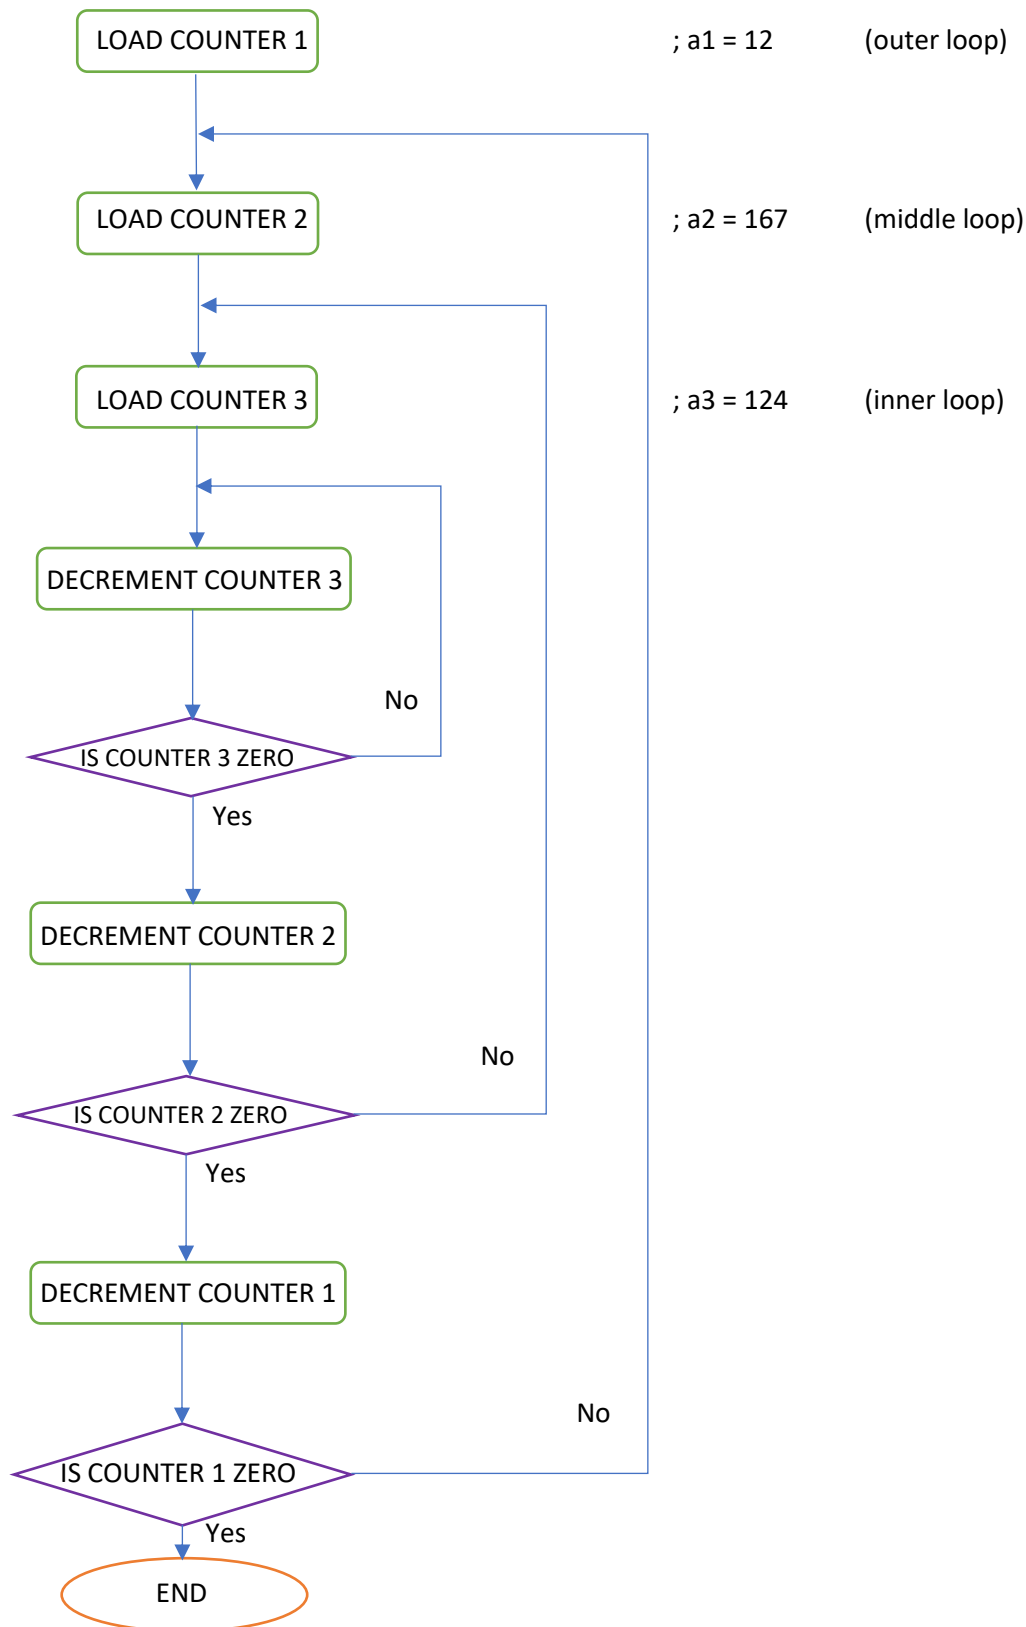 LOAD COUNTER 1 ; a1 = 12 (outer loop)
LOAD COUNTER 2 ; a2 = 167 (middle loop)
LOAD COUNTER 3 ; a3 = 124 (inner loop)
DECREMENT COUNTER 3
No
IS COUNTER 3 ZERO
Yes
DECREMENT COUNTER 2
No
IS COUNTER 2 ZERO
Yes
DECREMENT COUNTER 1
No
IS COUNTER 1 ZERO
Yes
END